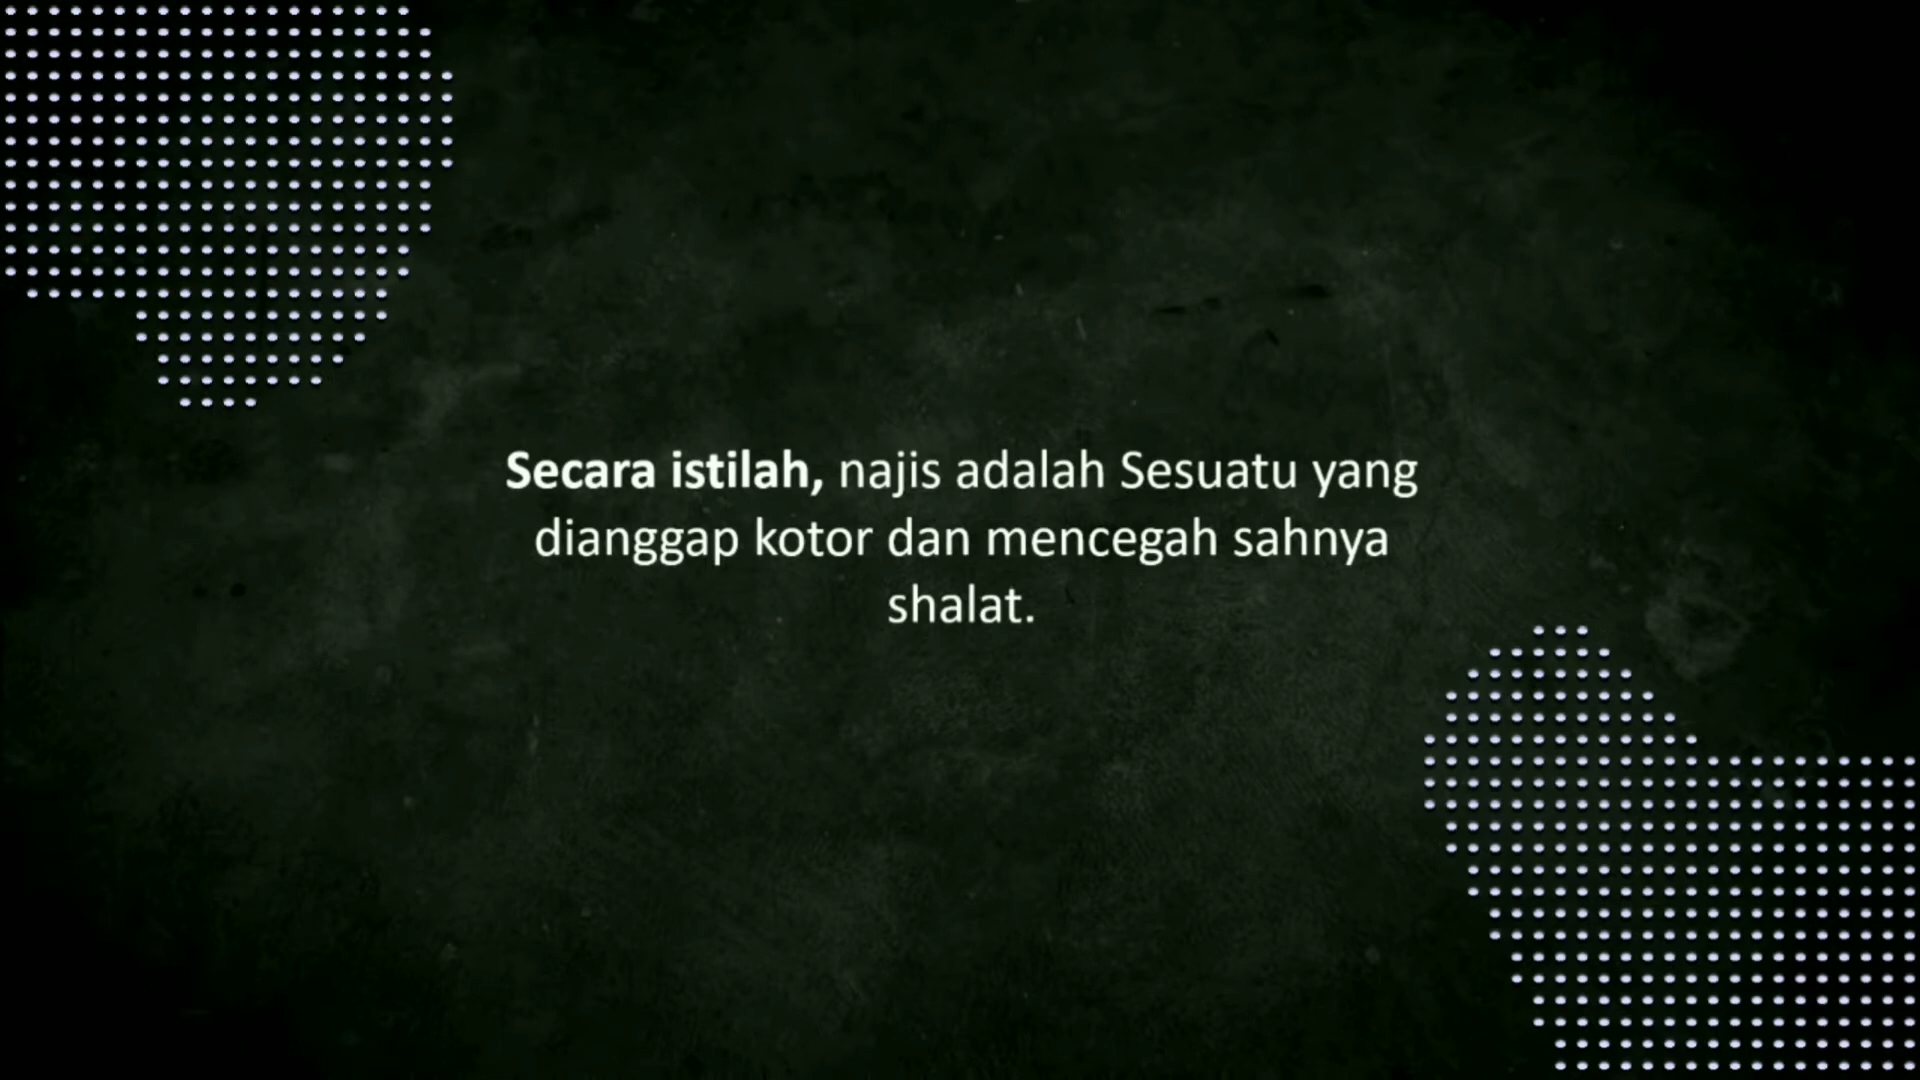 Secara istilah, najis adalah Sesuatu yang
dianggap kotor dan mencegah sahnya
shalat.